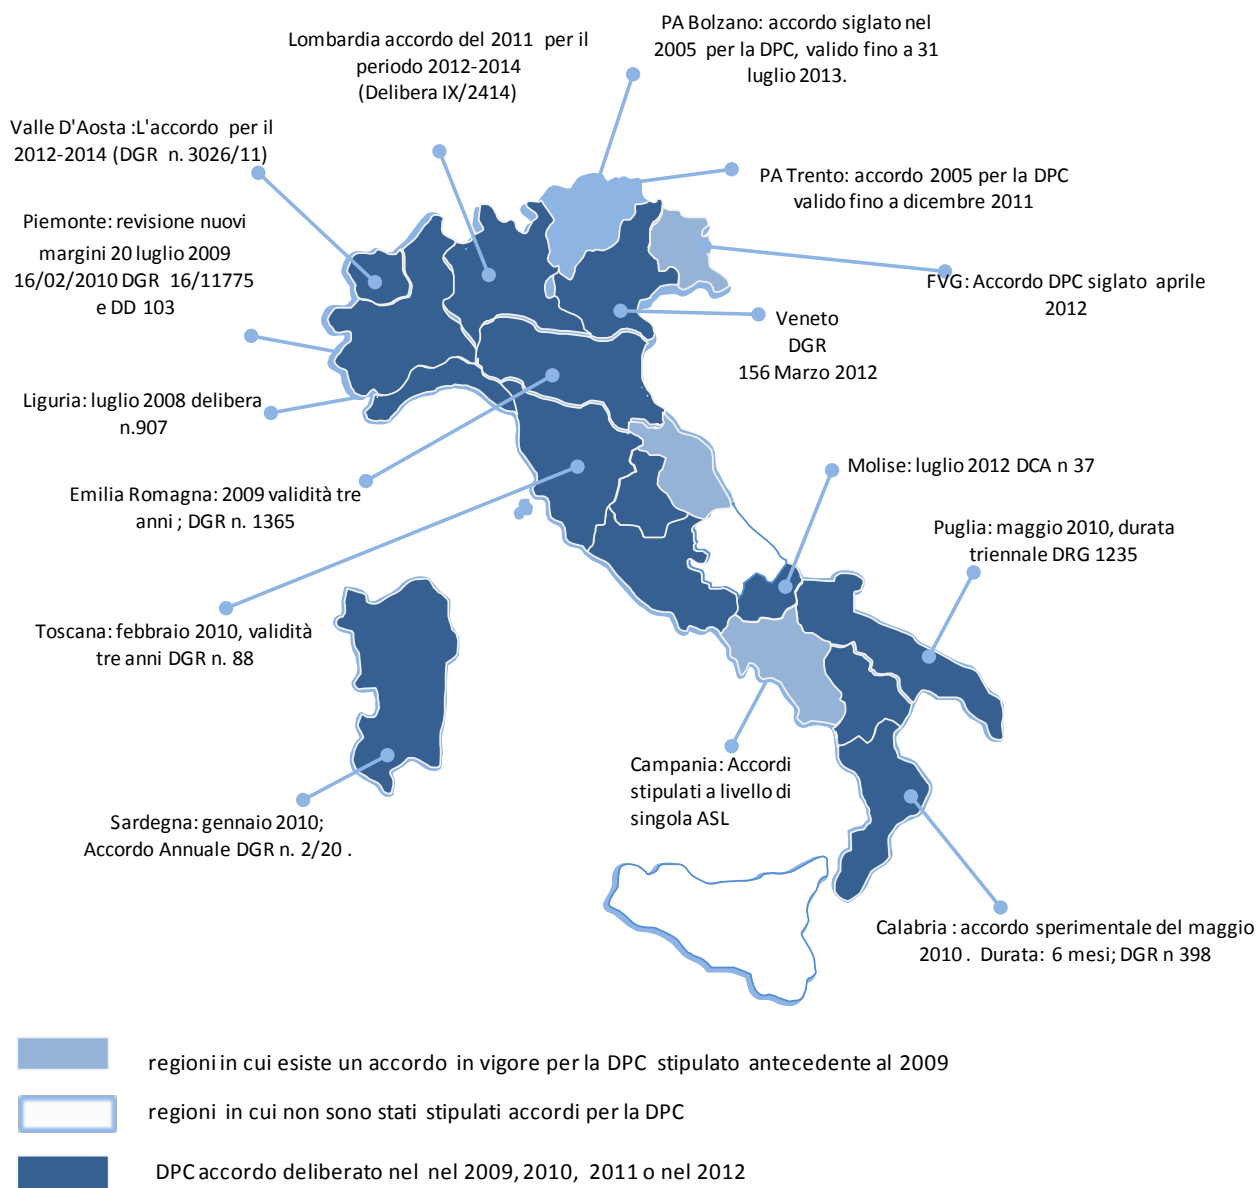 PA Bolzano: accordo siglato nel
2005 per la DPC, valido fino a 31
luglio 2013.
Lombardia accordo del 2011 per il
periodo 2012-2014
(Delibera IX/2414)
Valle D'Aosta :L'accordo per il
2012-2014 (DGR n. 3026/11)
PA Trento: accordo 2005 per la DPC
valido fino a dicembre 2011
Piemonte: revisione nuovi
margini 20 luglio 2009
16/02/2010 DGR 16/11775
e DD 103
FVG: Accordo DPC siglato aprile
2012
Veneto
DGR
156 Marzo 2012
Liguria: luglio 2008 delibera
n.907
Molise: luglio 2012 DCA n 37
Emilia Romagna: 2009 validità tre
anni ; DGR n. 1365
Puglia: maggio 2010, durata
triennale DRG 1235
Toscana: febbraio 2010, validità
tre anni DGR n. 88
Campania: Accordi
stipulati a livello di
singola ASL
Sardegna: gennaio 2010;
Accordo Annuale DGR n. 2/20 .
Calabria : accordo sperimentale del maggio
2010 . Durata: 6 mesi; DGR n 398
regioni in cui esiste un accordo in vigore per la DPC stipulato antecedente al 2009
regioni in cui non sono stati stipulati accordi per la DPC
DPC accordo deliberato nel nel 2009, 2010, 2011 o nel 2012